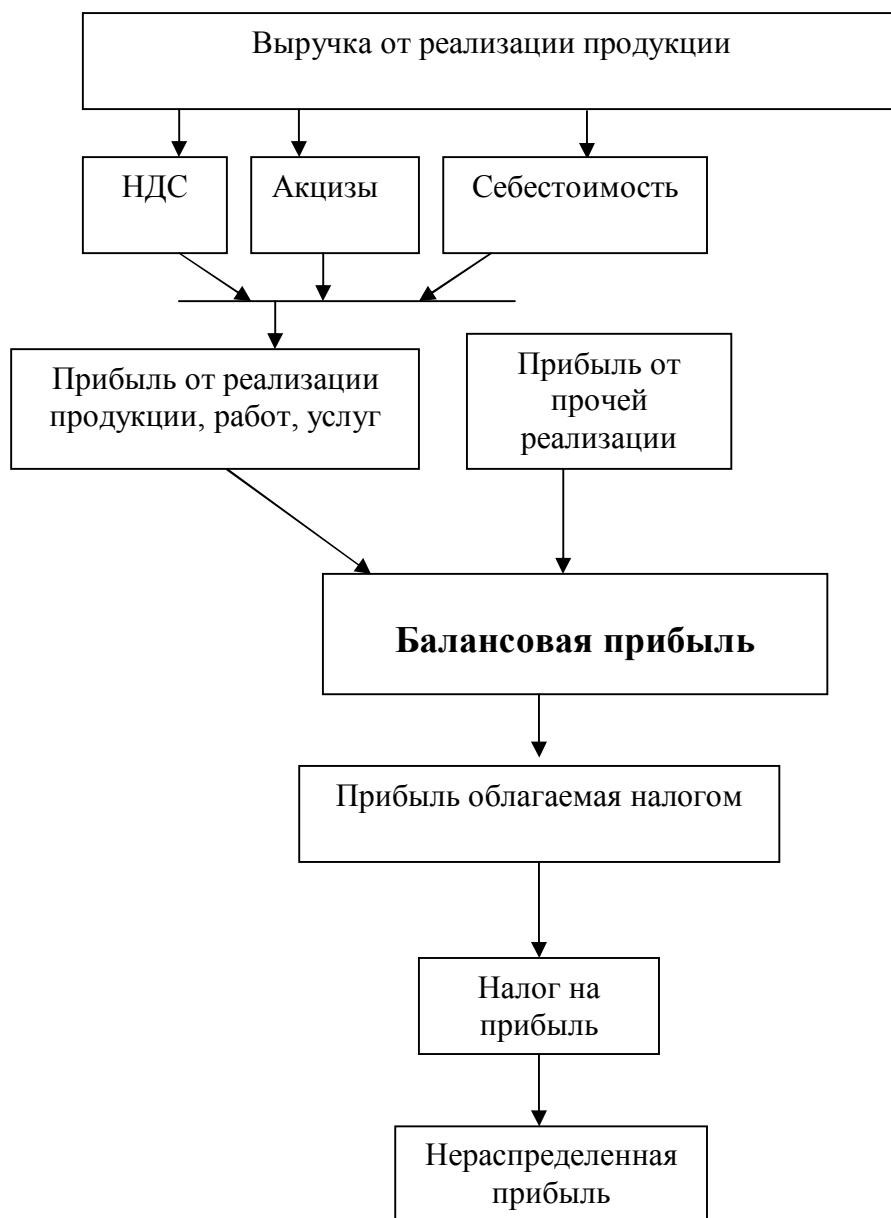 Выручка от реализации продукции
НДС
Акцизы
Себестоимость
Прибыль от реализации
продукции, работ, услуг
Прибыль от
прочей
реализации
Балансовая прибыль
Прибыль облагаемая налогом
Налог на
прибыль
Нераспределенная
прибыль